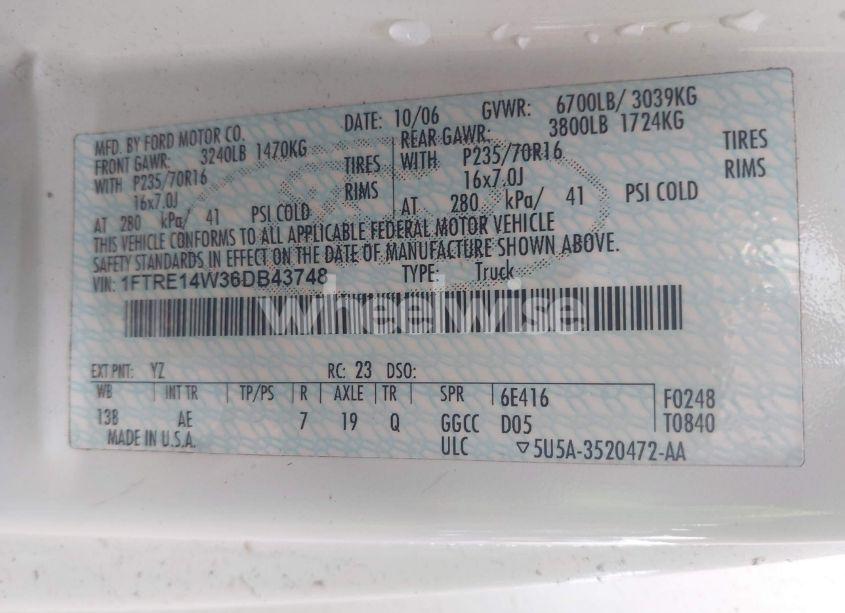 MFD. BY FORD MOTOR CO.
DATE: 10/06 GVWR: 6700LB/ 3039KG
FRONT GAWR: 3240LB 1470KG
REAR GAWR: 3800LB 1724KG
WITH P235/70R16 TIRES
WITH P235/70R16 TIRES
16x7.0J RIMS
16x7.0J RIMS
AT 280 kPa/ 41 PSI COLD
AT 280 kPa/ 41 PSI COLD
THIS VEHICLE CONFORMS TO ALL APPLICABLE FEDERAL MOTOR VEHICLE
SAFETY STANDARDS IN EFFECT ON THE DATE OF MANUFACTURE SHOWN ABOVE.
VIN: 1FTRE14W36DB43748 TYPE: Truck
Wheelwise
EXT PNT: YZ RC: 23 DSO:
WB INT TR TP/PS R AXLE TR SPR 6E416 F0248
138 AE 7 19 Q GGCC D05 T0840
MADE IN U.S.A. ULC ▽5U5A-3520472-AA